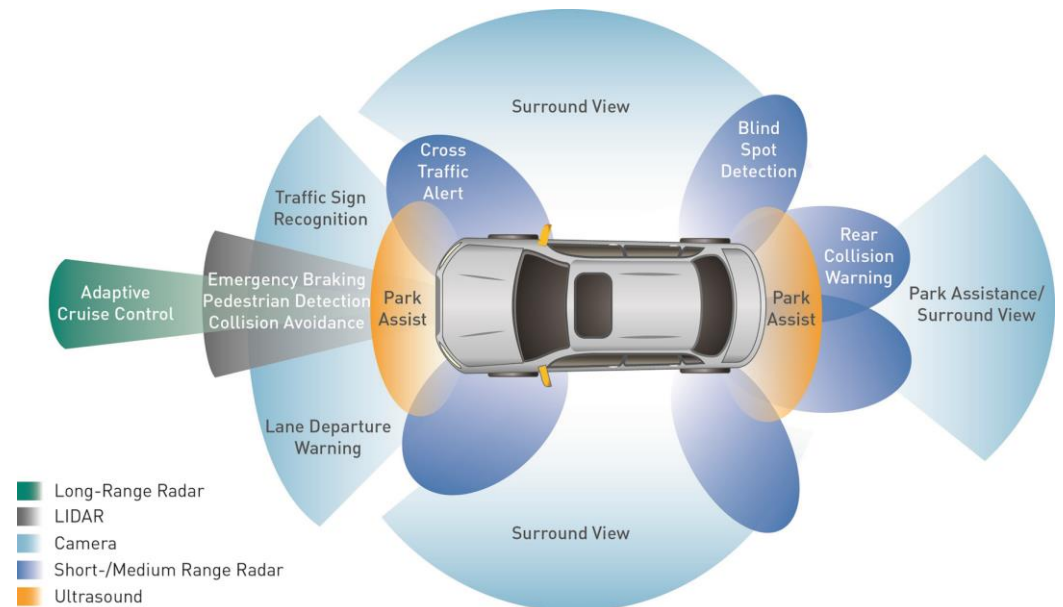 Surround View
Cross
Traffic
Alert
Blind
Spot
Detection
Traffic Sign
Recognition
Adaptive
Cruise Control
Emergency Braking
Pedestrian Detection
Collision Avoidance
Park
Assist
Park
Assist
Rear
Collision
Warning
Park Assistance/
Surround View
Lane Departure
Warning
Surround View
Long-Range Radar
LIDAR
Camera
Short-/Medium Range Radar
Ultrasound